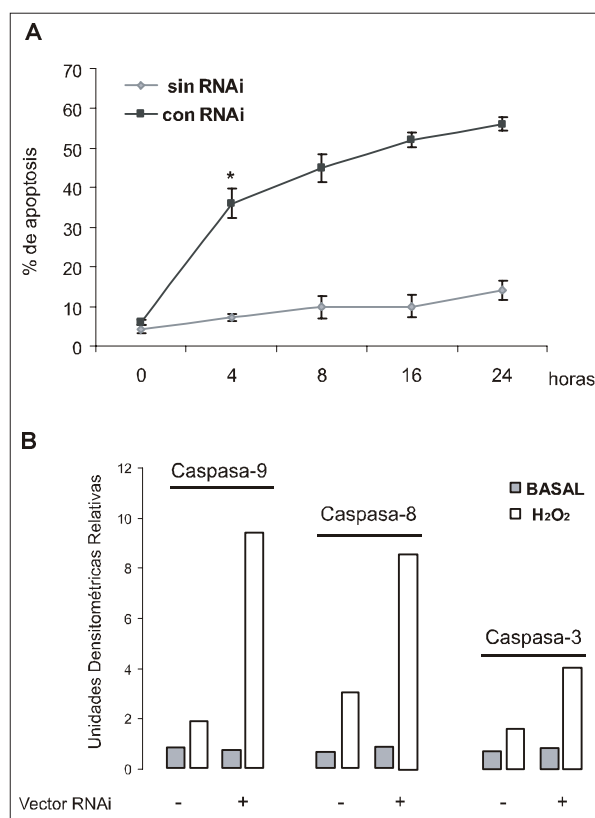 A
70
60
50
40
30
20
10
0
% de apoptosis
sin RNAi
con RNAi
*
0 4 8 16 24 horas
B
12
10
8
6
4
2
0
Unidades Densitométricas Relativas
Caspasa-9
Caspasa-8
Caspasa-3
BASAL
H₂O₂
Vector RNAi - + - + - +